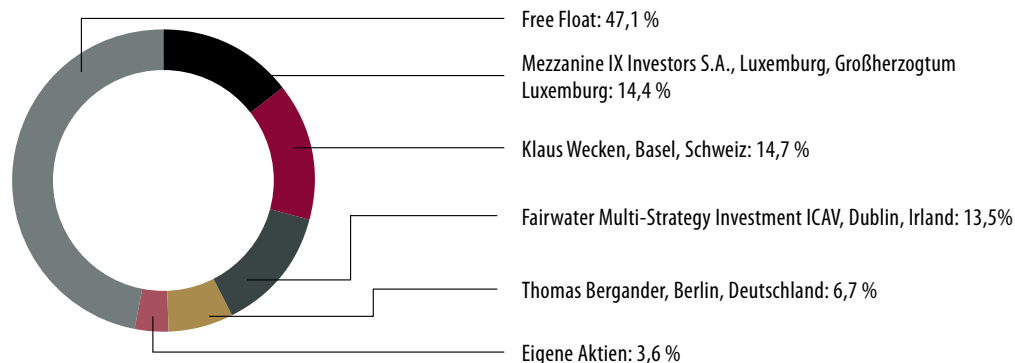 Free Float: 47,1 %
Mezzanine IX Investors S.A., Luxemburg, Großherzogtum
Luxemburg: 14,4 %
Klaus Wecken, Basel, Schweiz: 14,7 %
Fairwater Multi-Strategy Investment ICAV, Dublin, Irland: 13,5%
Thomas Bergander, Berlin, Deutschland: 6,7 %
Eigene Aktien: 3,6 %